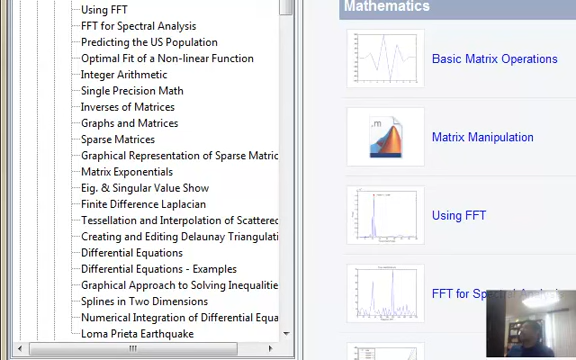 Using FFT
FFT for Spectral Analysis
Predicting the US Population
Optimal Fit of a Non-linear Function
Integer Arithmetic
Single Precision Math
Inverses of Matrices
Graphs and Matrices
Sparse Matrices
Graphical Representation of Sparse Matric
Matrix Exponentials
Eig. & Singular Value Show
Finite Difference Laplacian
Tessellation and Interpolation of Scattered
Creating and Editing Delaunay Triangulati
Differential Equations
Differential Equations - Examples
Graphical Approach to Solving Inequalitie
Splines in Two Dimensions
Numerical Integration of Differential Equa
Loma Prieta Earthquake
Mathematics
Basic Matrix Operations
.m
Matrix Manipulation
Using FFT
FFT for Spectral